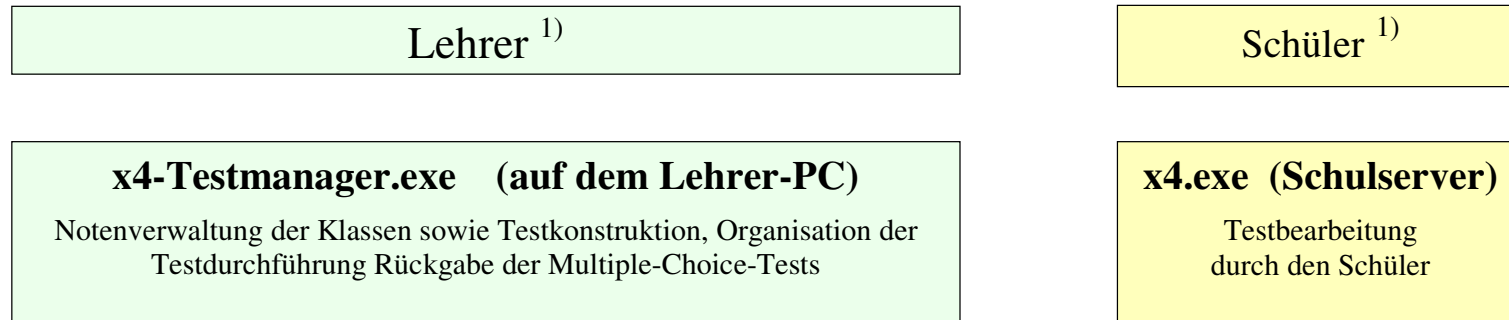 Lehrer 1)
Schüler 1)
x4-Testmanager.exe (auf dem Lehrer-PC)
Notenverwaltung der Klassen sowie Testkonstruktion, Organisation der
Testdurchführung Rückgabe der Multiple-Choice-Tests
x4.exe (Schulserver)
Testbearbeitung
durch den Schüler